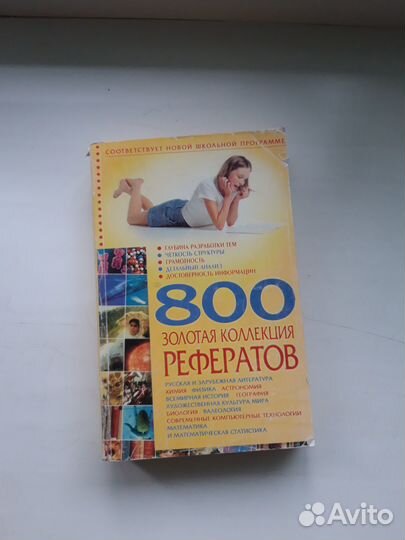 СООТВЕТСТВУЕТ НОВОЙ ШКОЛЬНОЙ ПРОГРАММЕ
ГЛУБИНА РАЗРАБОТКИ ТЕМ
ЧЕТКОСТЬ СТРУКТУРЫ
ГРАМОТНОСТЬ
ДЕТАЛЬНЫЙ АНАЛИЗ
ДОСТОВЕРНОСТЬ ИНФОРМАЦИИ
800
ЗОЛОТАЯ КОЛЛЕКЦИЯ
РЕФЕРАТОВ
РУССКАЯ И ЗАРУБЕЖНАЯ ЛИТЕРАТУРА
ХИМИЯ ФИЗИКА АСТРОНОМИЯ
ВСЕМИРНАЯ ИСТОРИЯ ГЕОГРАФИЯ
ХУДОЖЕСТВЕННАЯ КУЛЬТУРА МИРА
БИОЛОГИЯ ВАЛЕОЛОГИЯ
СОВРЕМЕННЫЕ КОМПЬЮТЕРНЫЕ ТЕХНОЛОГИИ
МАТЕМАТИКА
И МАТЕМАТИЧЕСКАЯ СТАТИСТИКА
Avito